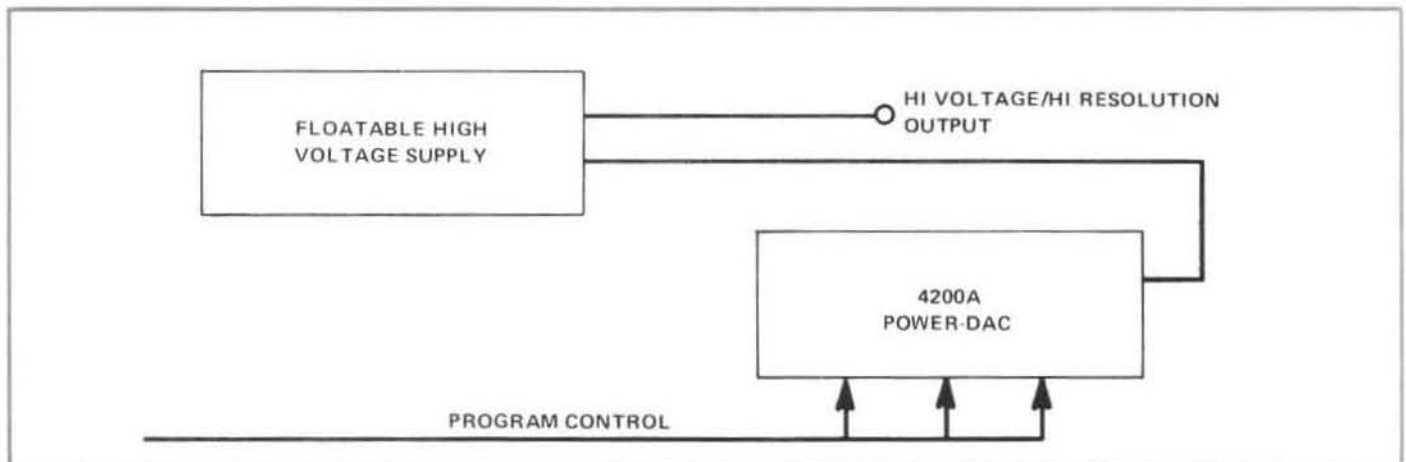 FLOATABLE HIGH
VOLTAGE SUPPLY
HI VOLTAGE/HI RESOLUTION
OUTPUT
4200A
POWER-DAC
PROGRAM CONTROL